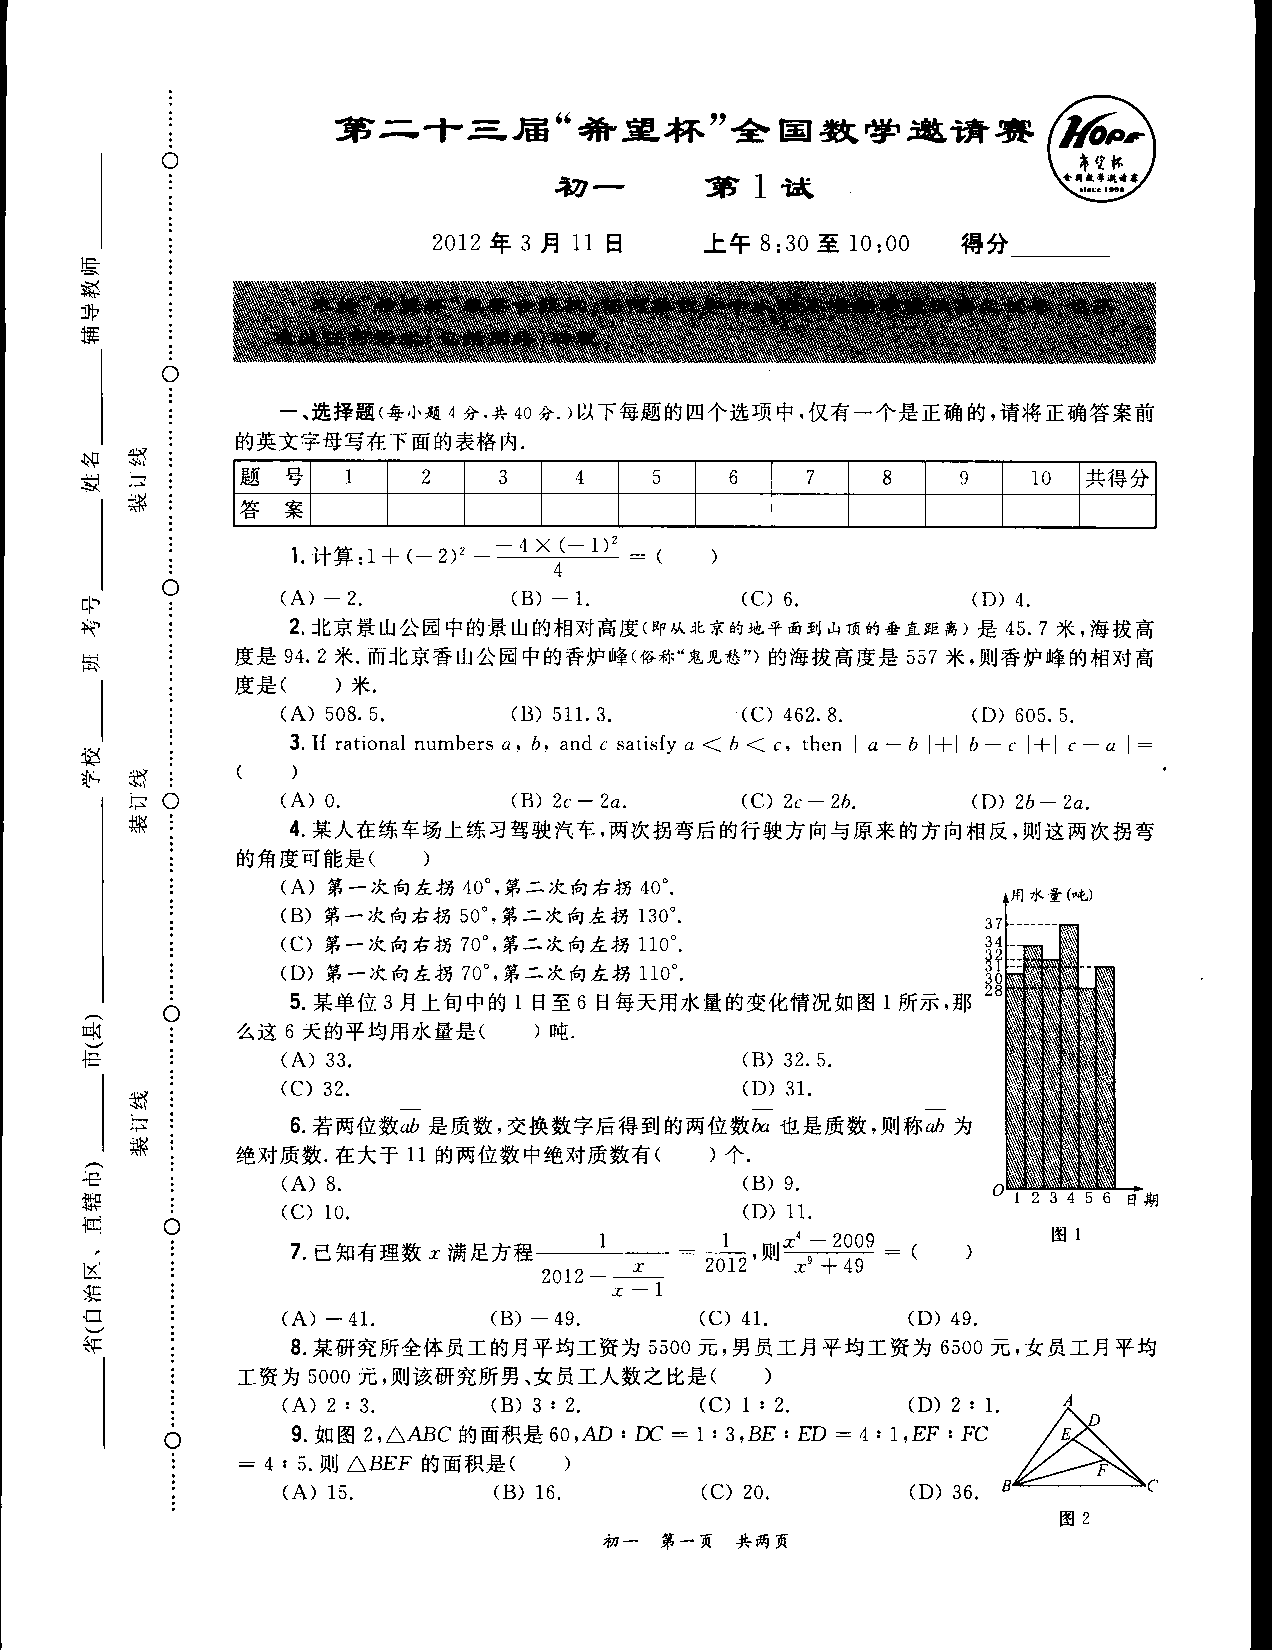 第二十三届“希望杯”全国数学邀请赛
HOPE
希望杯
全国数学邀请赛
since 1990
初一 第1试
2012年3月11日 上午8:30至10:00 得分
一、选择题(每小题4分,共40分.)以下每题的四个选项中,仅有一个是正确的,请将正确答案前
的英文字母写在下面的表格内.
题 号 1 2 3 4 5 6 7 8 9 10 共得分
答 案
1. 计算:1+(-2)²-\frac{-4×(-1)²}{4}=( )
(A) -2. (B) -1. (C) 6. (D) 4.
2. 北京景山公园中的景山的相对高度(即从北京的地平面到山顶的垂直距离)是45.7米,海拔高
度是94.2米.而北京香山公园中的香炉峰(俗称“鬼见愁”)的海拔高度是557米,则香炉峰的相对高
度是( )米.
(A) 508.5. (B) 511.3. (C) 462.8. (D) 605.5.
3. If rational numbers a, b, and c satisfy a < b < c, then |a-b|+|b-c|+|c-a|=
( )
(A) 0. (B) 2c-2a. (C) 2c-2b. (D) 2b-2a.
4. 某人在练车场上练习驾驶汽车,两次拐弯后的行驶方向与原来的方向相反,则这两次拐弯
的角度可能是( )
(A) 第一次向左拐40°,第二次向右拐40°.
(B) 第一次向右拐50°,第二次向左拐130°.
(C) 第一次向右拐70°,第二次向左拐110°.
(D) 第一次向左拐70°,第二次向左拐110°.
5. 某单位3月上旬中的1日至6日每天用水量的变化情况如图1所示,那
么这6天的平均用水量是( )吨.
(A) 33. (B) 32.5.
(C) 32. (D) 31.
6. 若两位数\overline{ab}是质数,交换数字后得到的两位数\overline{ba}也是质数,则称\overline{ab}为
绝对质数.在大于11的两位数中绝对质数有( )个.
(A) 8. (B) 9.
(C) 10. (D) 11.
用水量(吨)
37
34
32
31
30
28
O 1 2 3 4 5 6 日期
图1
7. 已知有理数x满足方程\frac{1}{2012-\frac{x}{x-1}}=\frac{1}{2012},则\frac{x⁴-2009}{x⁹+49}=( )
(A) -41. (B) -49. (C) 41. (D) 49.
8. 某研究所全体员工的月平均工资为5500元,男员工月平均工资为6500元,女员工月平均
工资为5000元,则该研究所男、女员工人数之比是( )
(A) 2:3. (B) 3:2. (C) 1:2. (D) 2:1.
9. 如图2,△ABC的面积是60,AD:DC=1:3,BE:ED=4:1,EF:FC
=4:5.则△BEF的面积是( )
(A) 15. (B) 16. (C) 20. (D) 36.
A
D
E
F
B
C
图2
初一 第一页 共两页
省(自治区、直辖市) 市(县) 学校 班 考号 姓名 辅导教师
装订线 装订线 装订线